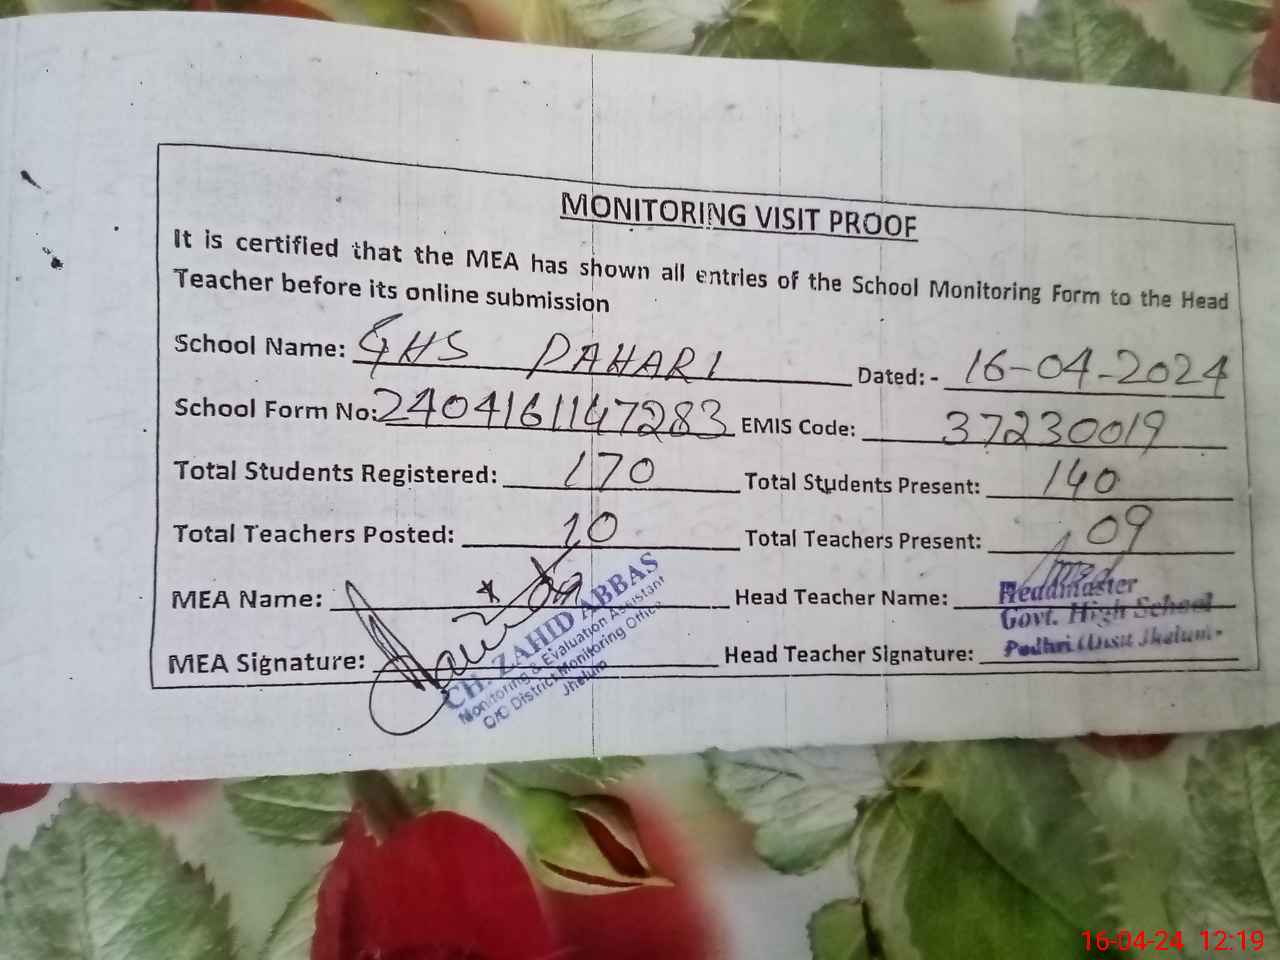 MONITORING VISIT PROOF
It is certified that the MEA has shown all entries of the School Monitoring Form to the Head
Teacher before its online submission
School Name: GHS PAHARI Dated: - 16-04-2024
School Form No: 2404161147283 EMIS Code: 37230019
Total Students Registered: 170 Total Students Present: 140
Total Teachers Posted: 10 Total Teachers Present: 09
MEA Name: Head Teacher Name:
MEA Signature: Head Teacher Signature:
CH. ZAHID ABBAS
Monitoring & Evaluation Assistant
O/O District Monitoring Office
Jhelum
Headmaster
Govt. High School
Jhelum
16-04-24 12:19